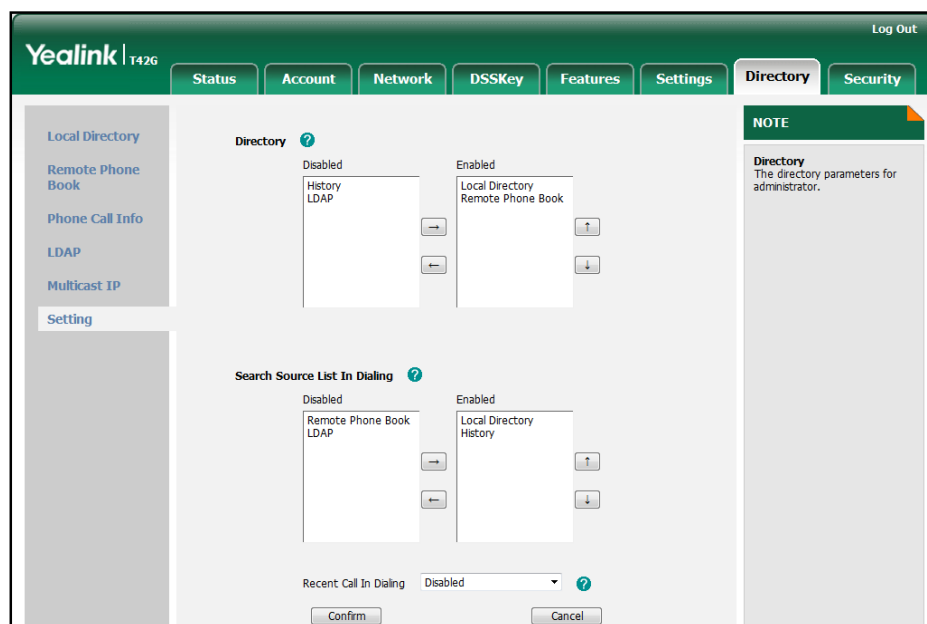 Log Out
Yealink T42G
Status Account Network DSSKey Features Settings Directory Security
Local Directory
Remote Phone
Book
Phone Call Info
LDAP
Multicast IP
Setting
Directory ?
Disabled Enabled
History
LDAP
Local Directory
Remote Phone Book
→
←
↑
↓
Search Source List In Dialing ?
Disabled Enabled
Remote Phone Book
LDAP
Local Directory
History
→
←
↑
↓
Recent Call In Dialing Disabled ?
Confirm Cancel
NOTE
Directory
The directory parameters for
administrator.